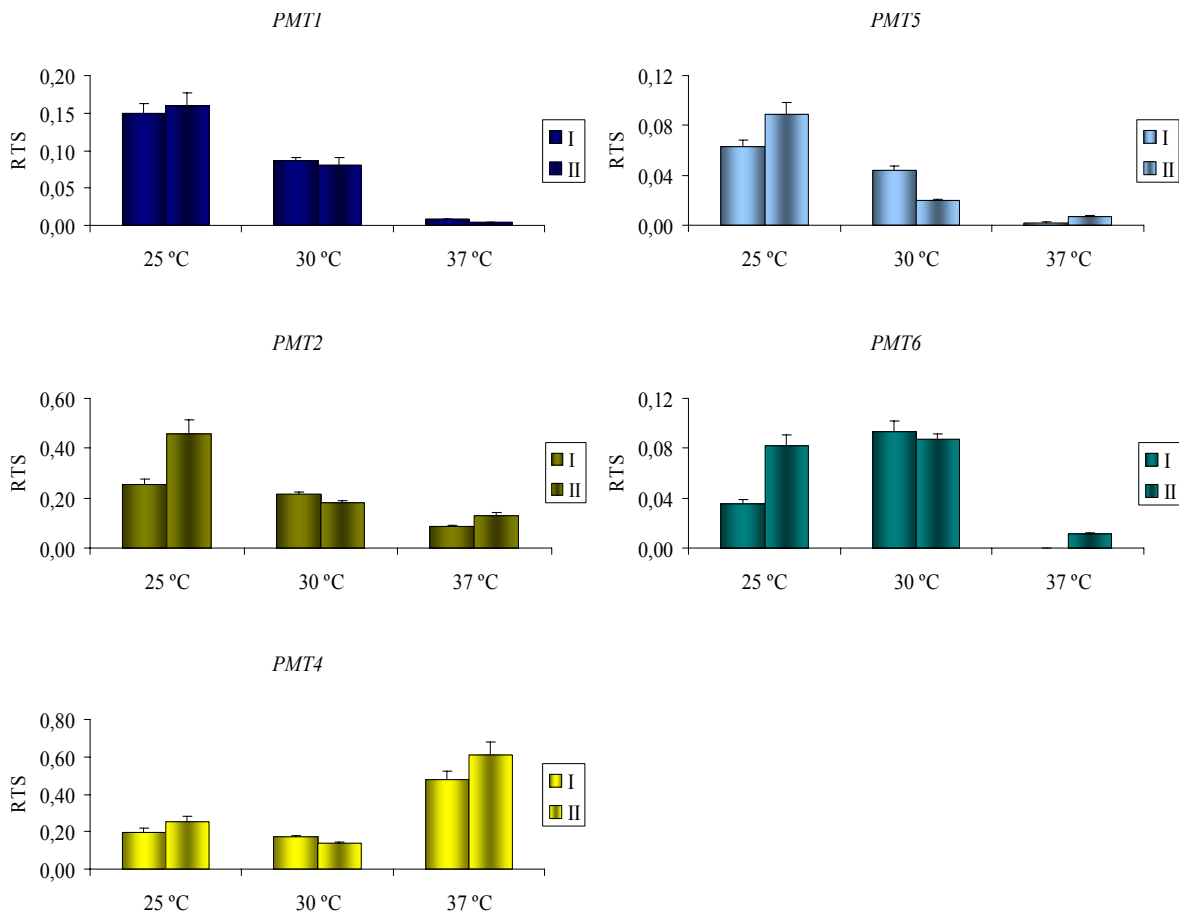 PMT1
0,20
0,15
0,10
0,05
0,00
RTS
25 ºC
30 ºC
37 ºC
I
II
PMT5
0,12
0,08
0,04
0,00
RTS
25 ºC
30 ºC
37 ºC
I
II
PMT2
0,60
0,40
0,20
0,00
RTS
25 ºC
30 ºC
37 ºC
I
II
PMT6
0,12
0,08
0,04
0,00
RTS
25 ºC
30 ºC
37 ºC
I
II
PMT4
0,80
0,60
0,40
0,20
0,00
RTS
25 ºC
30 ºC
37 ºC
I
II